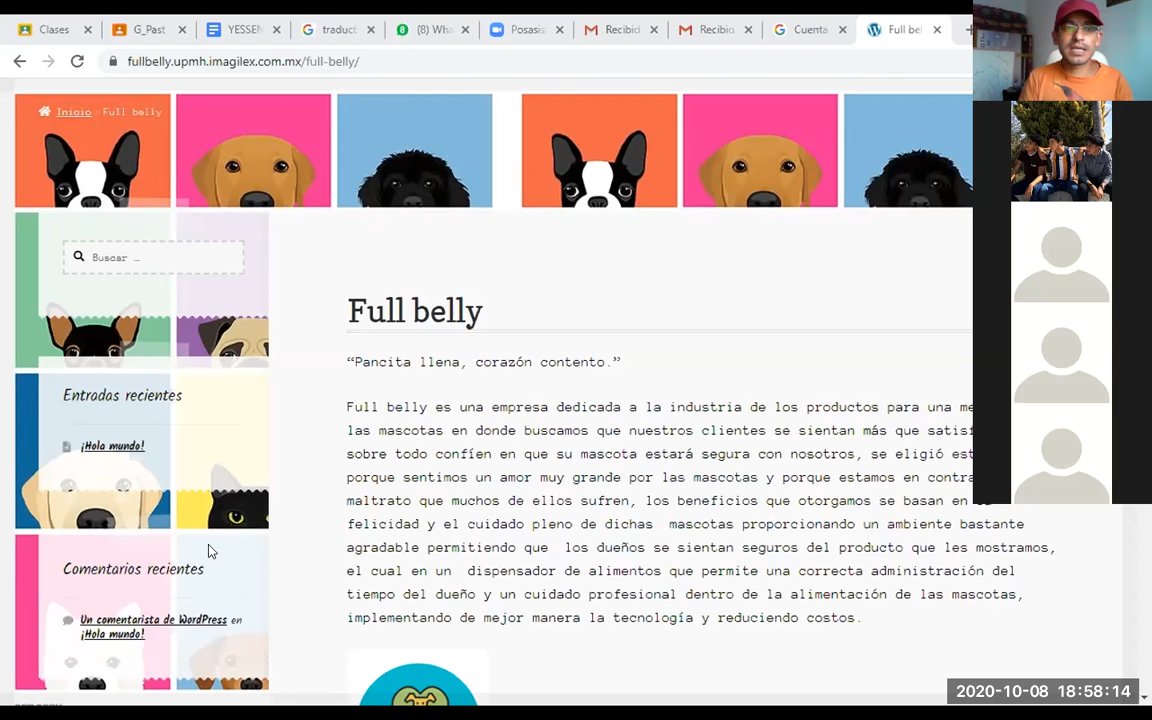 Clases
G_Past
YESSEN
traduct
(8) Wha
Posasis
Recibid
Recibio
Cuenta
Full be
fullbelly.upmh.imagilex.com.mx/full-belly/
Inicio Full belly
Buscar …
Full belly
“Pancita llena, corazón contento.”
Full belly es una empresa dedicada a la industria de los productos para una me
las mascotas en donde buscamos que nuestros clientes se sientan más que satis
sobre todo confíen en que su mascota estará segura con nosotros, se eligió es
porque sentimos un amor muy grande por las mascotas y porque estamos en contra
maltrato que muchos de ellos sufren, los beneficios que otorgamos se basan en
felicidad y el cuidado pleno de dichas mascotas proporcionando un ambiente bastante
agradable permitiendo que los dueños se sientan seguros del producto que les mostramos,
el cual en un dispensador de alimentos que permite una correcta administración del
tiempo del dueño y un cuidado profesional dentro de la alimentación de las mascotas,
implementando de mejor manera la tecnología y reduciendo costos.
Entradas recientes
¡Hola mundo!
Comentarios recientes
Un comentarista de WordPress en
¡Hola mundo!
2020-10-08 18:58:14